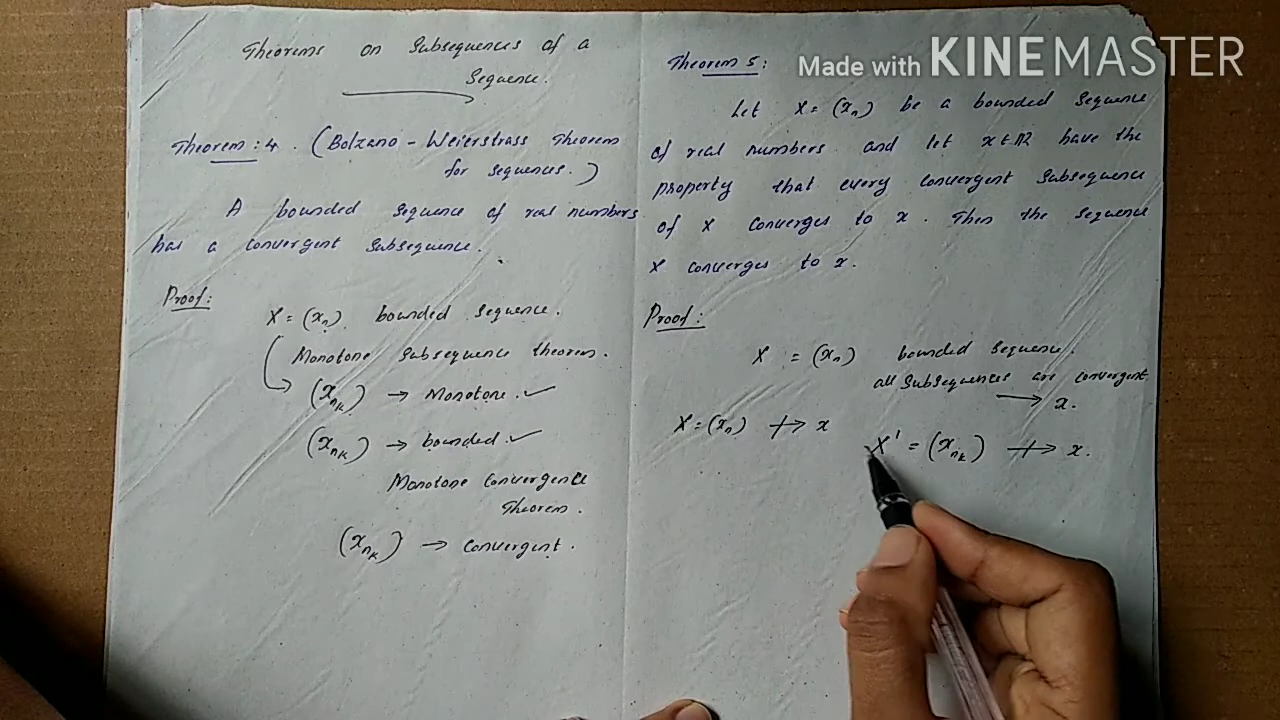 Theorems on Subsequences of a
Sequence.
Theorem : 4. (Bolzano - Weierstrass Theorem
for sequences.)
A bounded sequence of real numbers
has a convergent subsequence.
Proof:
X = (xₙ). bounded sequence.
Monotone subsequence theorem.
(xₙₖ) → Monotone. ✓
(xₙₖ) → bounded. ✓
Monotone Convergence
Theorem.
(xₙₖ) → Convergent.
Made with KINEMASTER
Theorem 5:
Let X = (xₙ) be a bounded sequence
of real numbers and let x ∈ ℝ have the
property that every convergent subsequence
of X converges to x. Then the sequence
X converges to x.
Proof:
X = (xₙ) bounded sequence.
all subsequences are convergent
→ x.
X = (xₙ) ↛ x
X' = (xₙₖ) ↛ x.